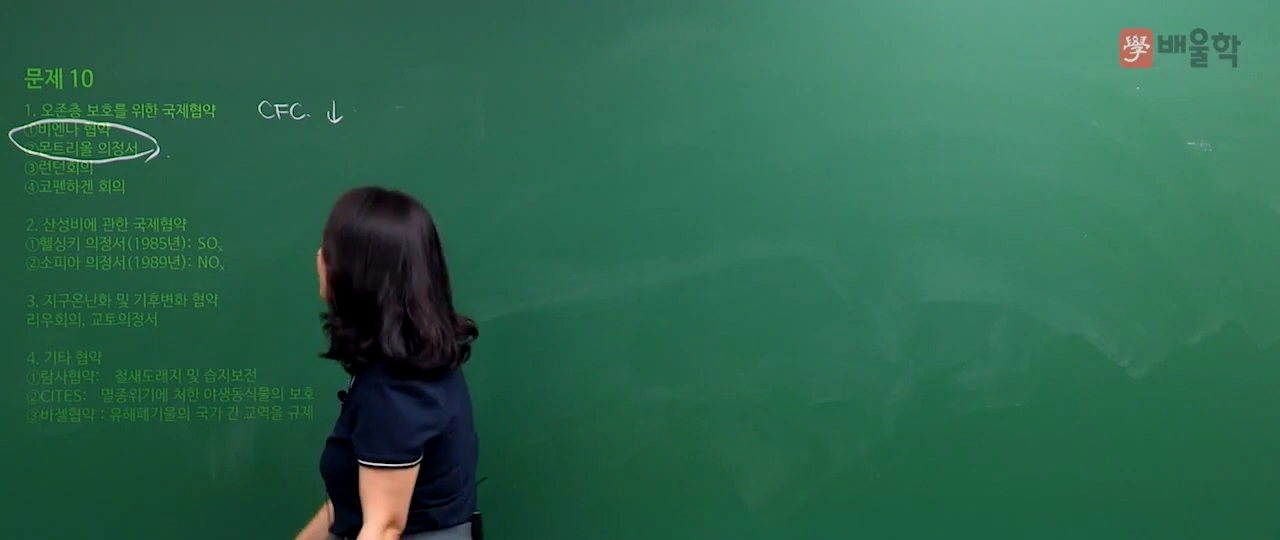 學 배울학
문제 10
1. 오존층 보호를 위한 국제협약 CFC. ↓
①비엔나 협약
②몬트리올 의정서
③런던회의
④코펜하겐 회의
2. 산성비에 관한 국제협약
①헬싱키 의정서(1985년): SOx
②소피아 의정서(1989년): NOx
3. 지구온난화 및 기후변화 협약
리우회의, 교토의정서
4. 기타 협약
①람사협약: 철새도래지 및 습지보전
②CITES: 멸종위기에 처한 야생동식물의 보호
③바젤협약 : 유해폐기물의 국가 간 교역을 규제